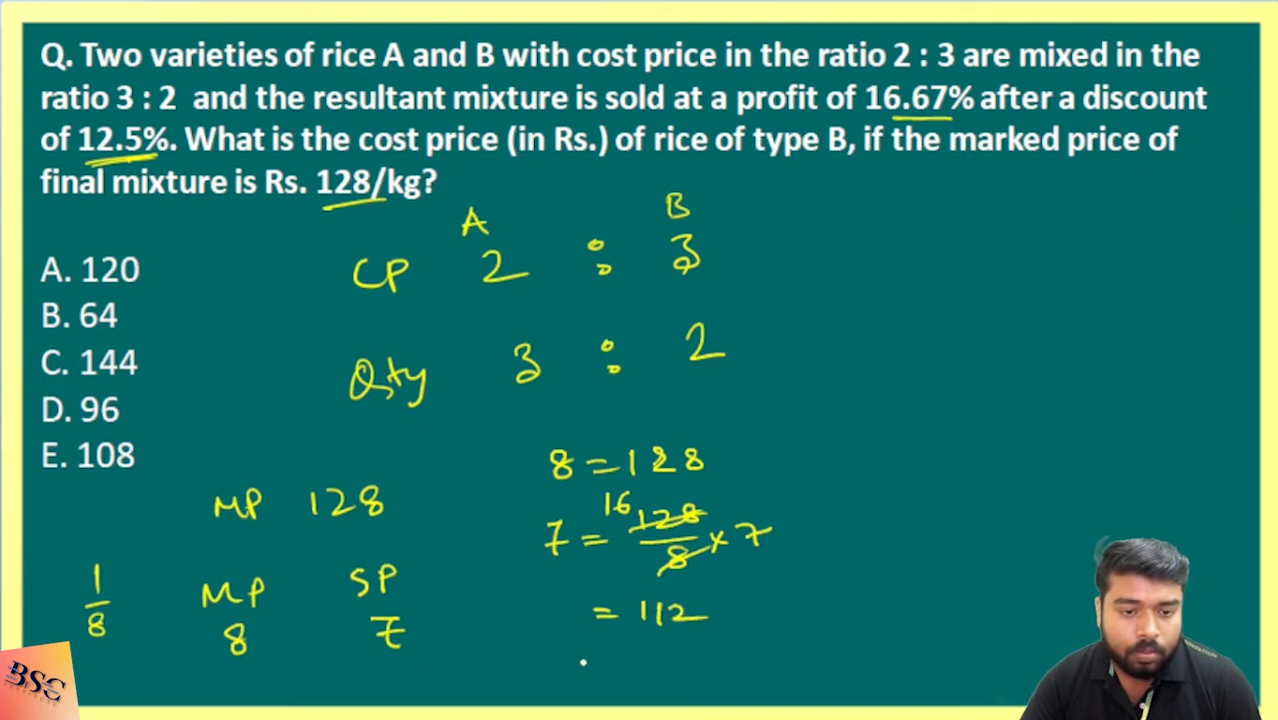 Q. Two varieties of rice A and B with cost price in the ratio 2 : 3 are mixed in the
ratio 3 : 2 and the resultant mixture is sold at a profit of 16.67% after a discount
of 12.5%. What is the cost price (in Rs.) of rice of type B, if the marked price of
final mixture is Rs. 128/kg?
A B
CP 2 : 3
Qty 3 : 2
A. 120
B. 64
C. 144
D. 96
E. 108
MP 128
1/8 MP SP
8 7
8 = 128
7 = 16 128/8 × 7
= 112
BSC